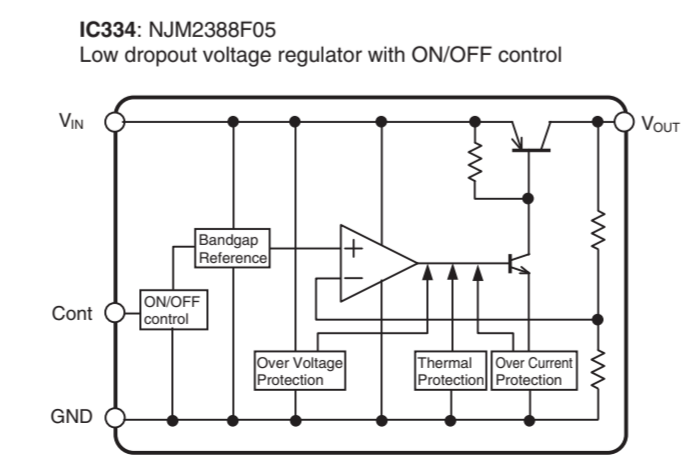 IC334: NJM2388F05
Low dropout voltage regulator with ON/OFF control
VIN
VOUT
Bandgap
Reference
+
−
Cont
ON/OFF
control
Over Voltage
Protection
Thermal
Protection
Over Current
Protection
GND